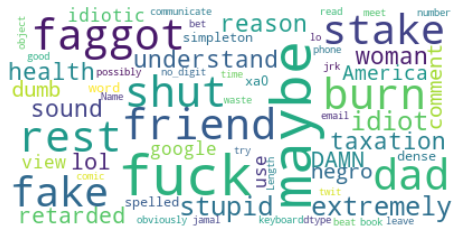 communicate bet read meet number
idiotic reason lo stake
object faggot simpleton phone
good understand woman
health possibly jrk America
dumb Name no_digit time xa0 email
word shut maybe burn comment
sound waste
rest friend idiot
view lol google try use taxation
comic Length DAMN dense
fake fuck negro dad
spelled twit
retarded stupid extremely
obviously jamal keyboard dtype beat book leave